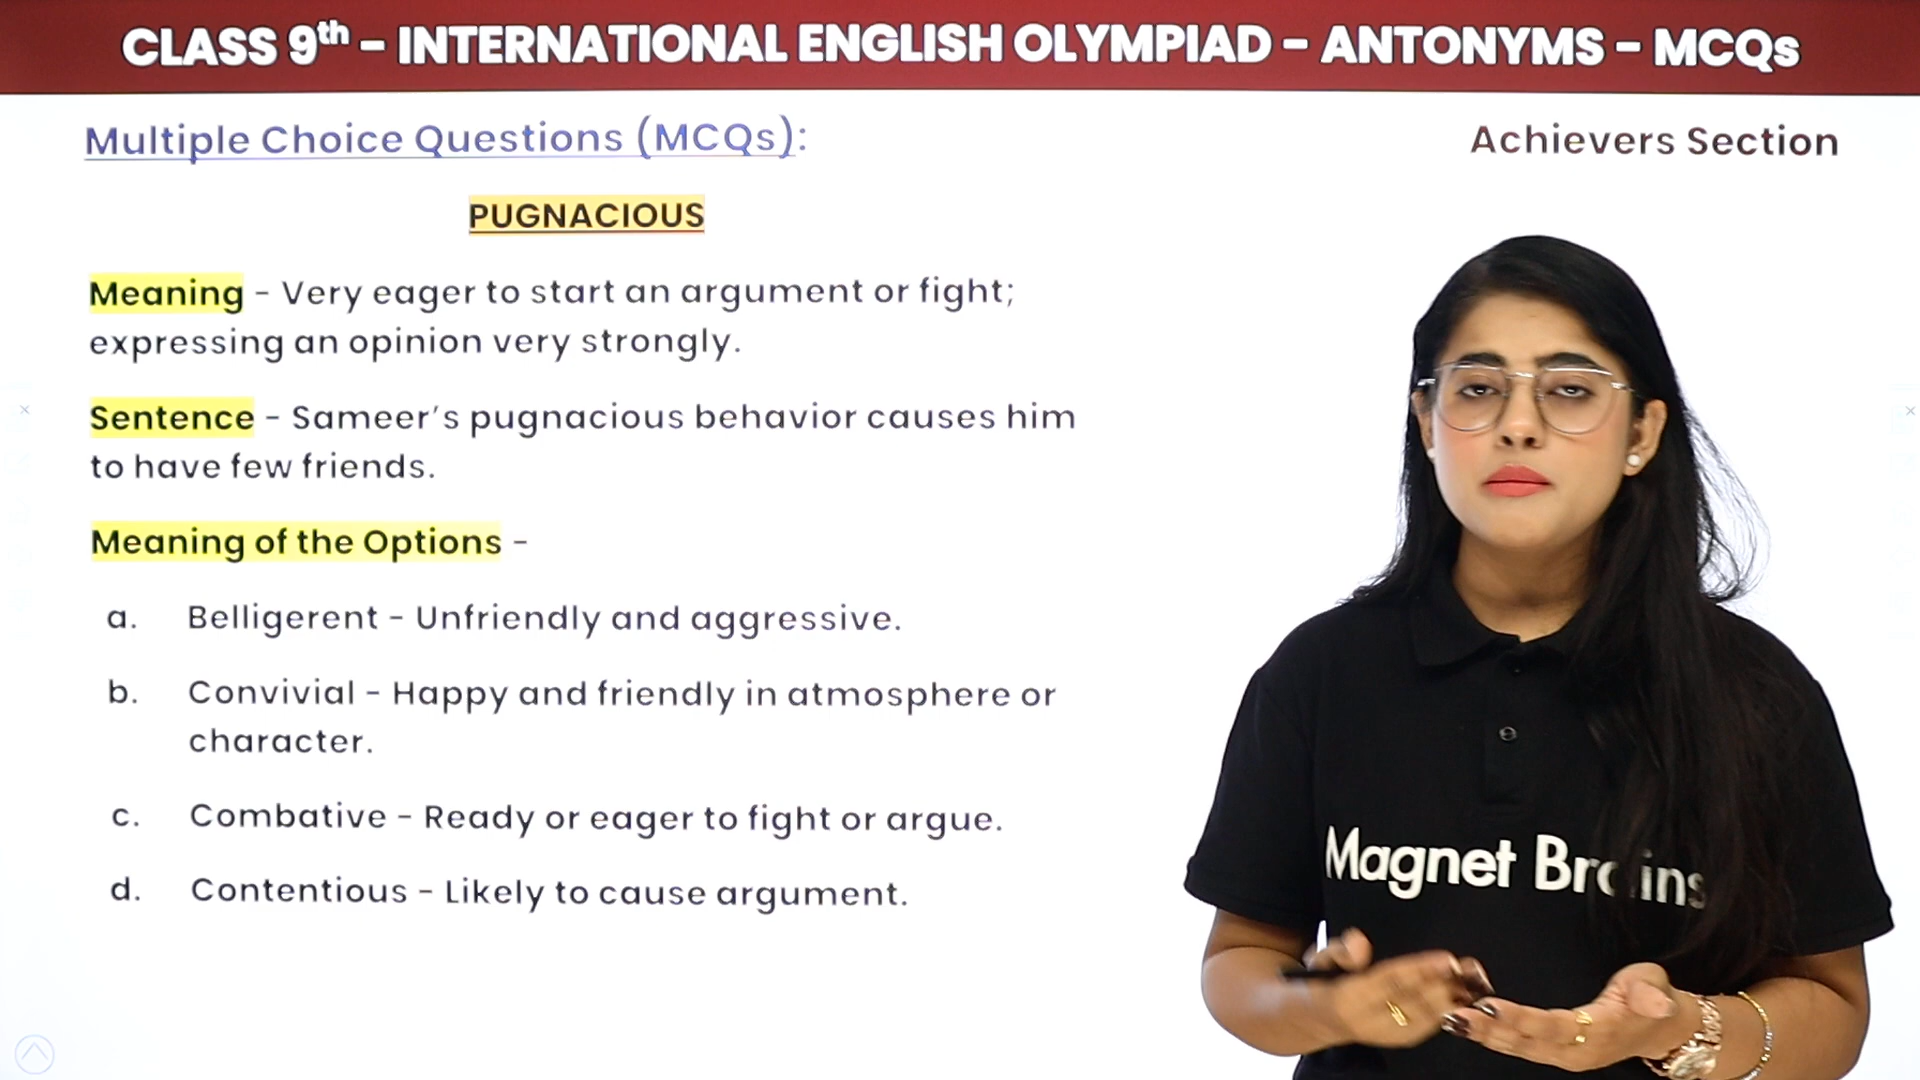 CLASS 9th – INTERNATIONAL ENGLISH OLYMPIAD – ANTONYMS – MCQs
Multiple Choice Questions (MCQs):
Achievers Section
PUGNACIOUS
Meaning - Very eager to start an argument or fight;
expressing an opinion very strongly.
Sentence - Sameer's pugnacious behavior causes him
to have few friends.
Meaning of the Options -
a. Belligerent - Unfriendly and aggressive.
b. Convivial - Happy and friendly in atmosphere or
character.
c. Combative - Ready or eager to fight or argue.
d. Contentious - Likely to cause argument.
Magnet Brains